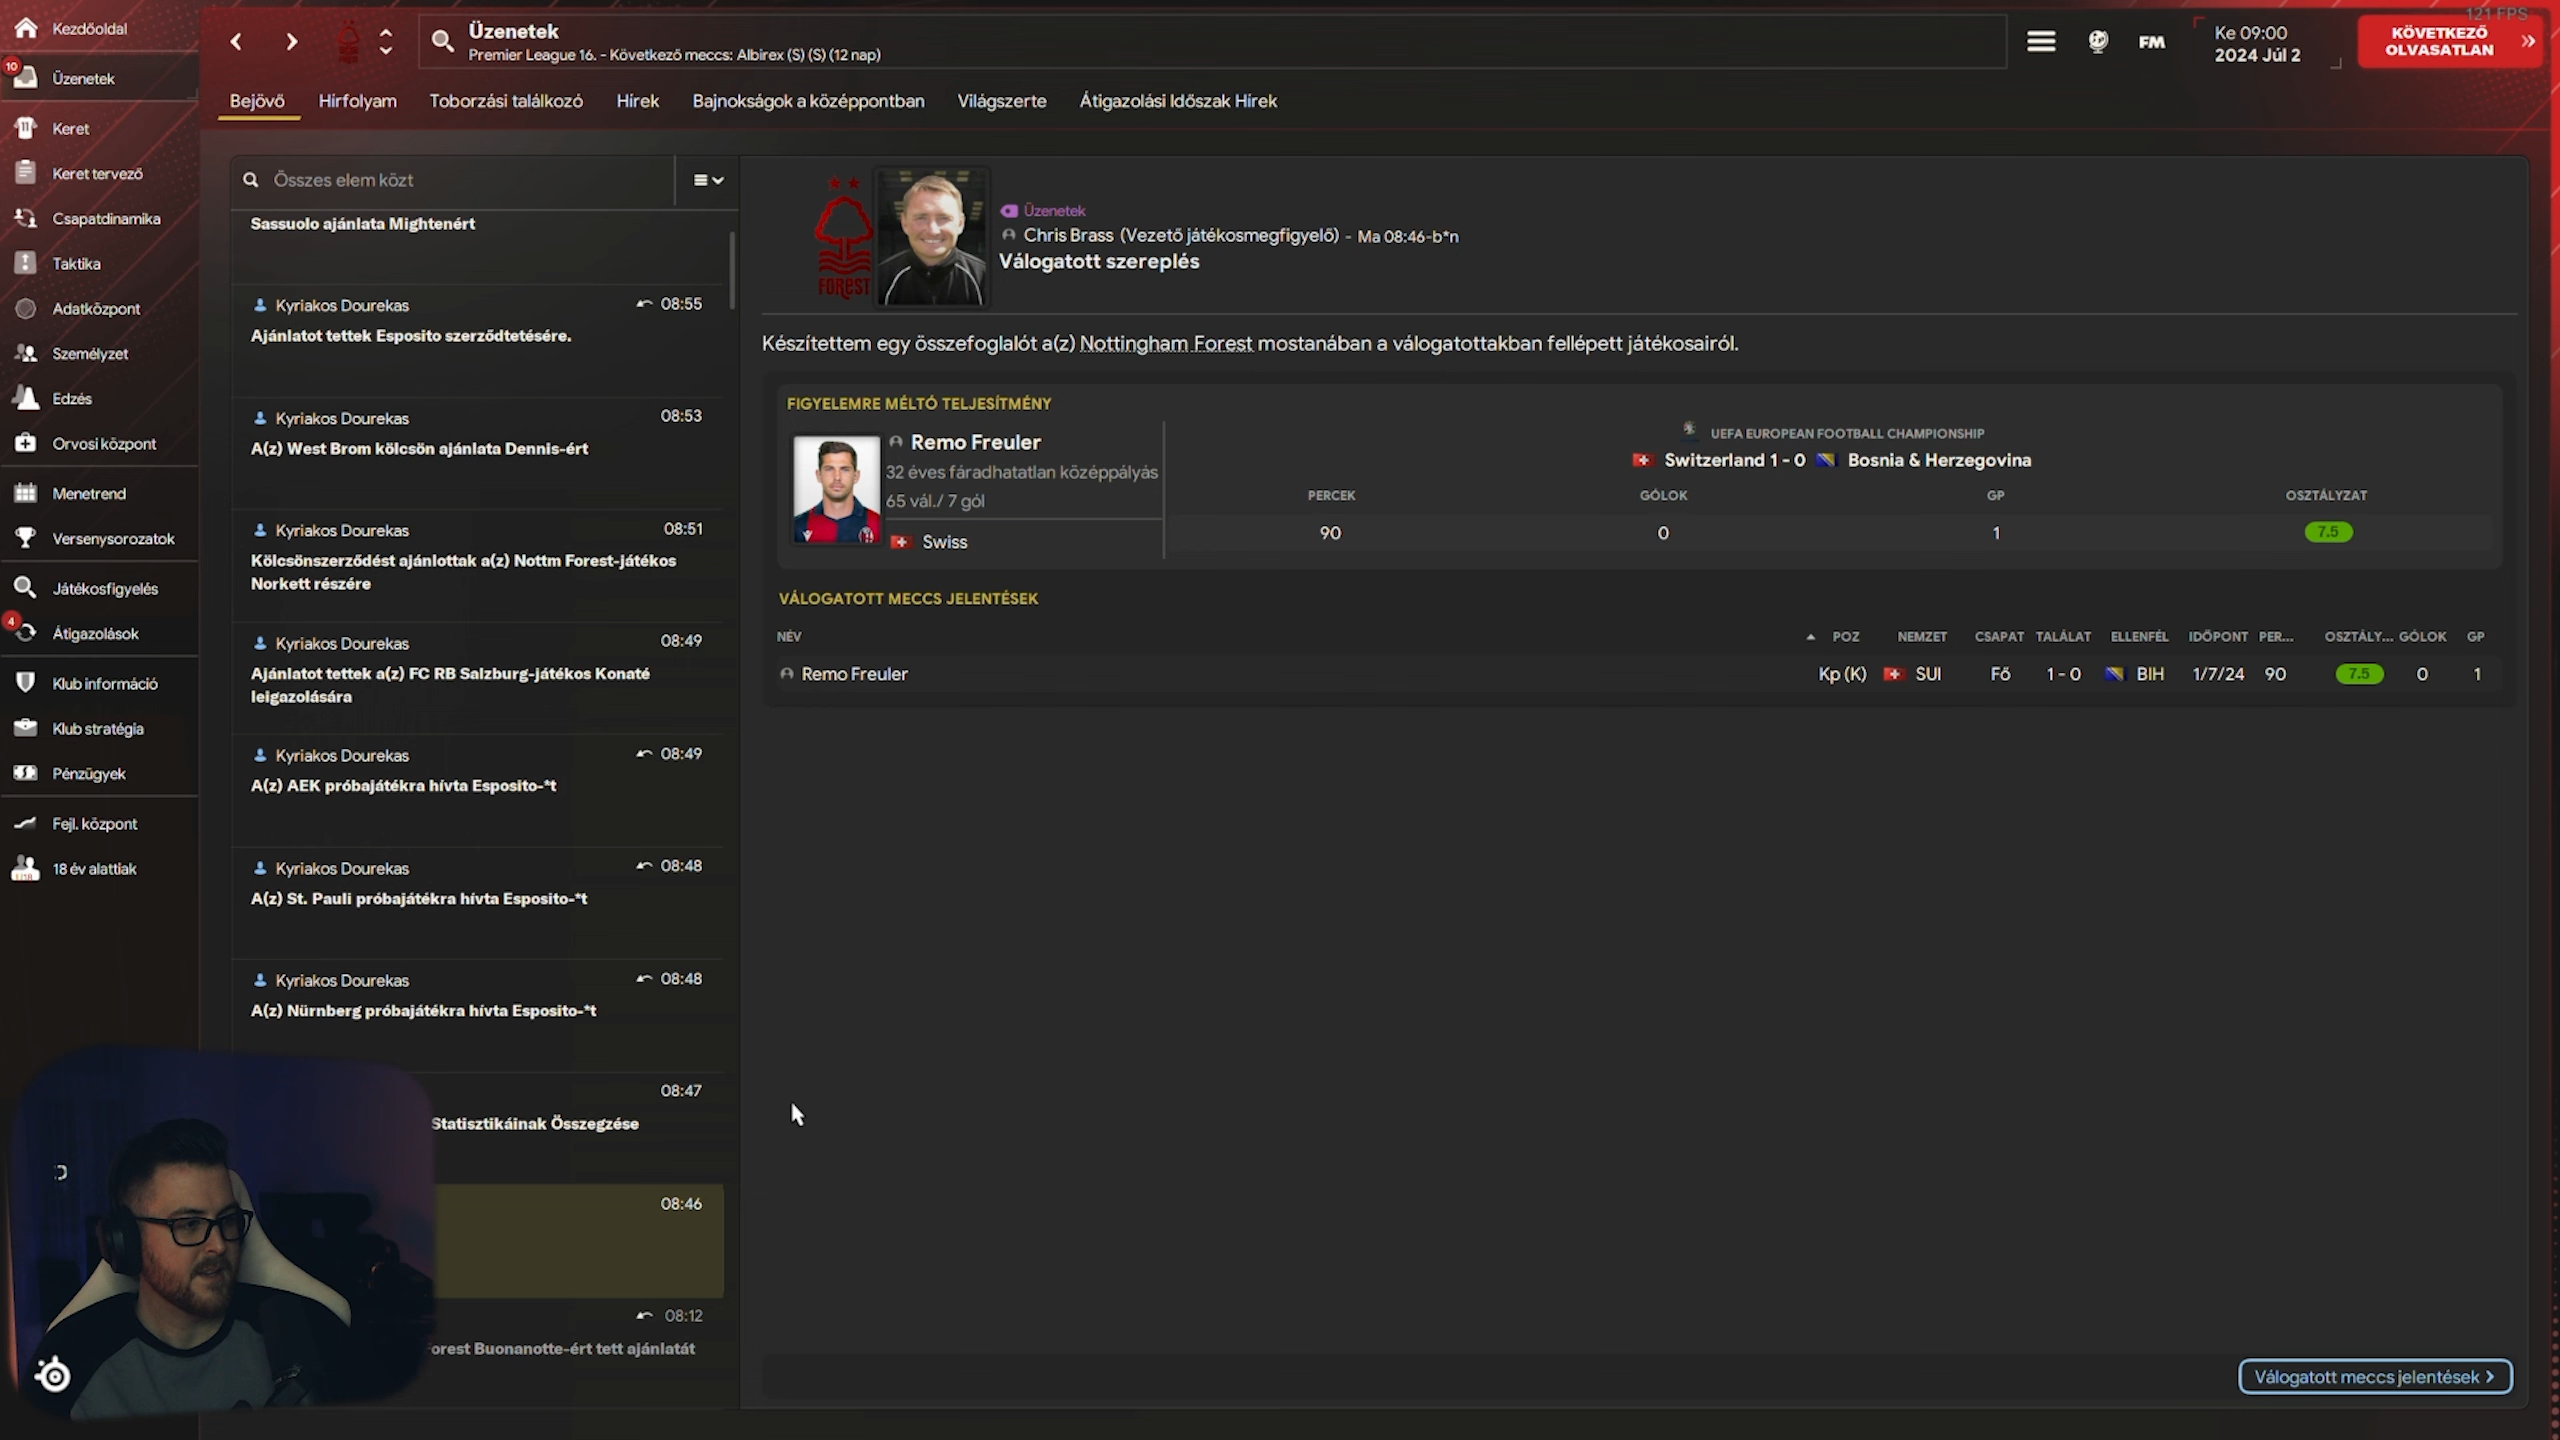 Kezdőoldal
10
Üzenetek
Keret
Keret tervező
Csapatdinamika
Taktika
Adatközpont
Személyzet
Edzés
Orvosi központ
Menetrend
Versenysorozatok
Játékosfigyelés
4
Átigazolások
Klub információ
Klub stratégia
Pénzügyek
Fejl. központ
18 év alattiak
Üzenetek
Premier League 16. - Következő meccs: Albirex (S) (S) (12 nap)
FM
Ke 09:00
2024 Júl 2
121 FPS
KÖVETKEZŐ
OLVASATLAN
Bejövő Hírfolyam Toborzási találkozó Hírek Bajnokságok a középpontban Világszerte Átigazolási Időszak Hírek
Összes elem közt
Sassuolo ajánlata Mightenért
Kyriakos Dourekas 08:55
Ajánlatot tettek Esposito szerződtetésére.
Kyriakos Dourekas 08:53
A(z) West Brom kölcsön ajánlata Dennis-ért
Kyriakos Dourekas 08:51
Kölcsönszerződést ajánlottak a(z) Nottm Forest-játékos
Norkett részére
Kyriakos Dourekas 08:49
Ajánlatot tettek a(z) FC RB Salzburg-játékos Konaté
leigazolására
Kyriakos Dourekas 08:49
A(z) AEK próbajátékra hívta Esposito-*t
Kyriakos Dourekas 08:48
A(z) St. Pauli próbajátékra hívta Esposito-*t
Kyriakos Dourekas 08:48
A(z) Nürnberg próbajátékra hívta Esposito-*t
08:47
Statisztikáinak Összegzése
08:46
08:12
orest Buonanotte-ért tett ajánlatát
FOREST
Üzenetek
Chris Brass (Vezető játékosmegfigyelő) - Ma 08:46-b*n
Válogatott szereplés
Készítettem egy összefoglalót a(z) Nottingham Forest mostanában a válogatottakban fellépett játékosairól.
FIGYELEMRE MÉLTÓ TELJESÍTMÉNY
Remo Freuler
32 éves fáradhatatlan középpályás
65 vál./ 7 gól
Swiss
UEFA EUROPEAN FOOTBALL CHAMPIONSHIP
Switzerland 1 - 0 Bosnia & Herzegovina
PERCEK GÓLOK GP OSZTÁLYZAT
90 0 1 7.5
VÁLOGATOTT MECCS JELENTÉSEK
NÉV POZ NEMZET CSAPAT TALÁLAT ELLENFÉL IDŐPONT PER... OSZTÁLY... GÓLOK GP
Remo Freuler Kp (K) SUI Fő 1 - 0 BIH 1/7/24 90 7.5 0 1
Válogatott meccs jelentések